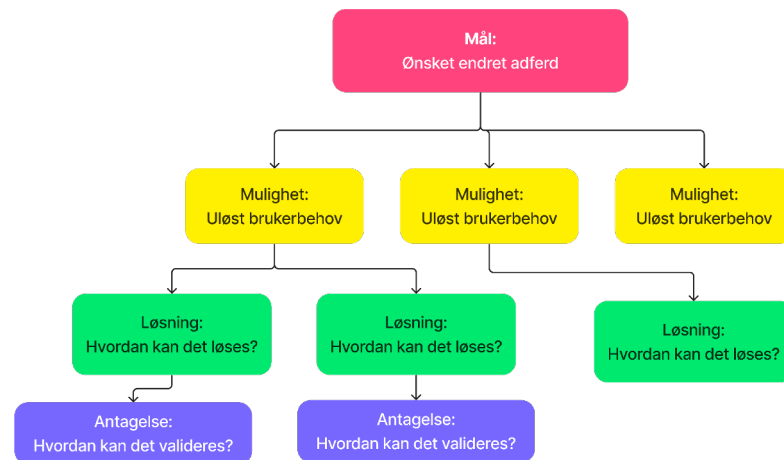 Mål:
Ønsket endret adferd
Mulighet:
Uløst brukerbehov
Mulighet:
Uløst brukerbehov
Mulighet:
Uløst brukerbehov
Løsning:
Hvordan kan det løses?
Løsning:
Hvordan kan det løses?
Løsning:
Hvordan kan det løses?
Antagelse:
Hvordan kan det valideres?
Antagelse:
Hvordan kan det valideres?